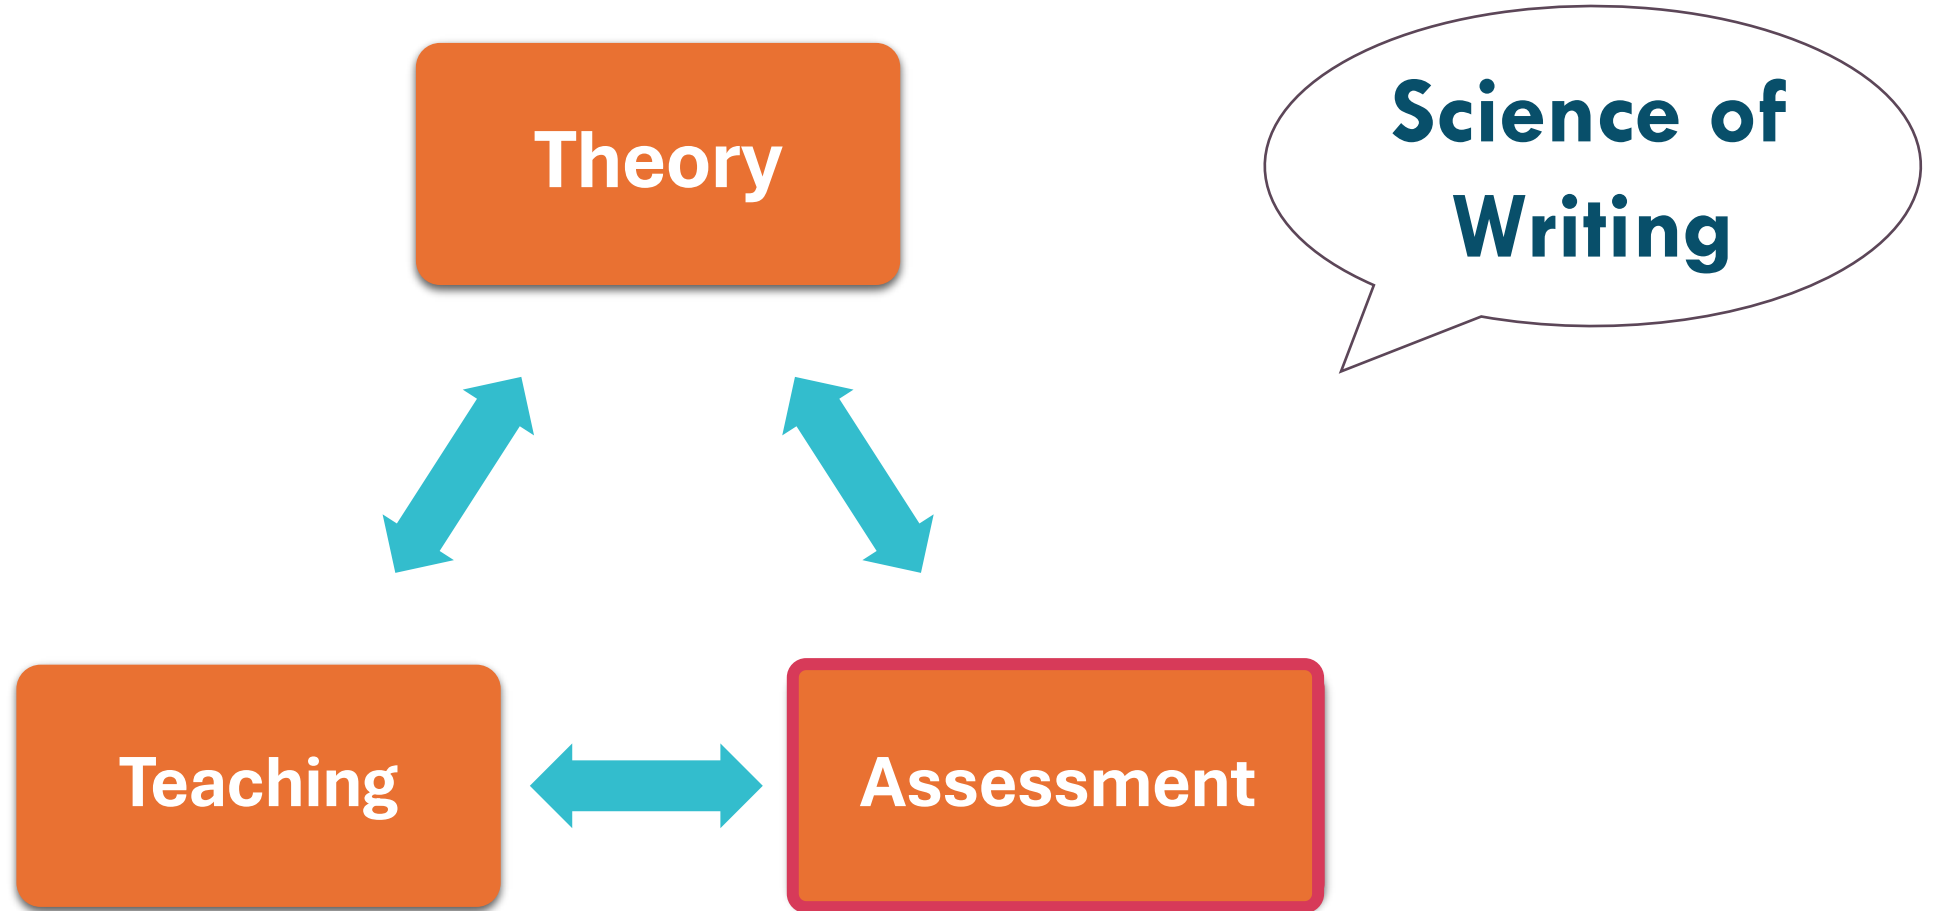 Theory
Science of
Writing
Teaching
Assessment